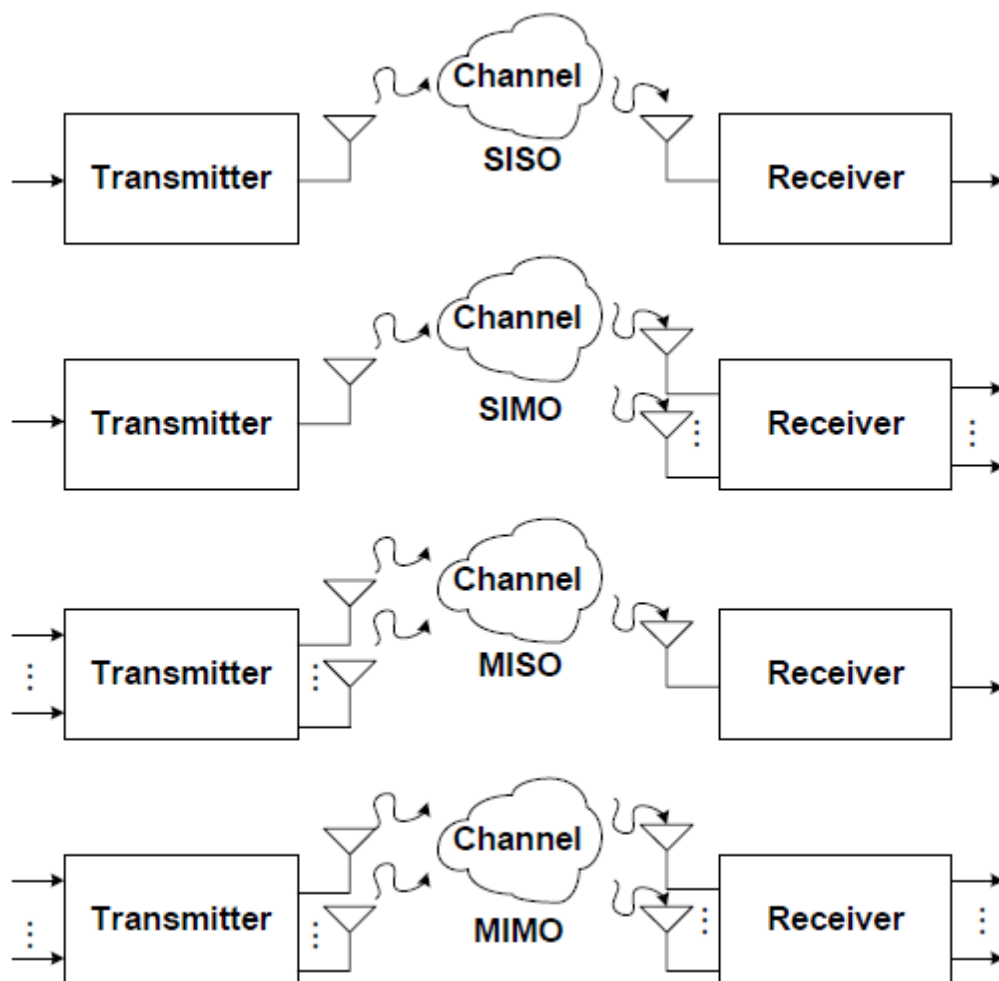 Channel
Transmitter
SISO
Receiver
Channel
Transmitter
SIMO
Receiver
Channel
Transmitter
MISO
Receiver
Channel
Transmitter
MIMO
Receiver